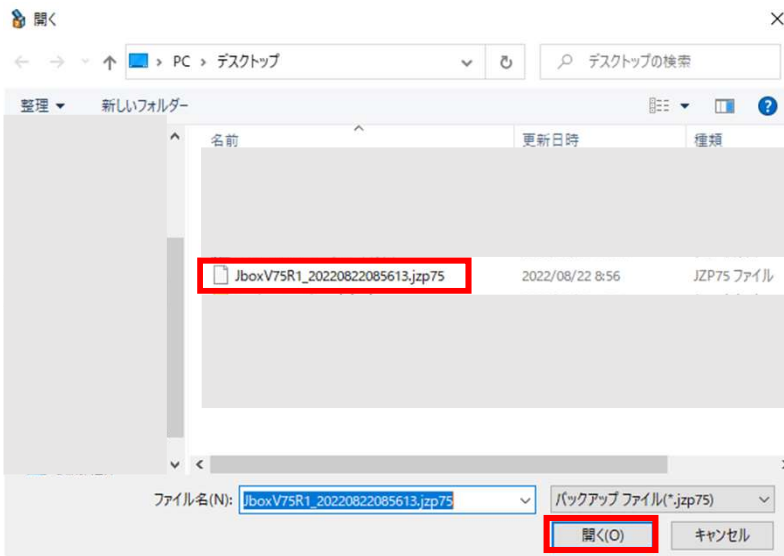 開く
PC › デスクトップ
デスクトップの検索
整理 新しいフォルダー
名前 更新日時 種類
JboxV75R1_20220822085613.jzp75 2022/08/22 8:56 JZP75 ファイル
ファイル名(N): JboxV75R1_20220822085613.jzp75 バックアップ ファイル(*.jzp75)
開く(O) キャンセル